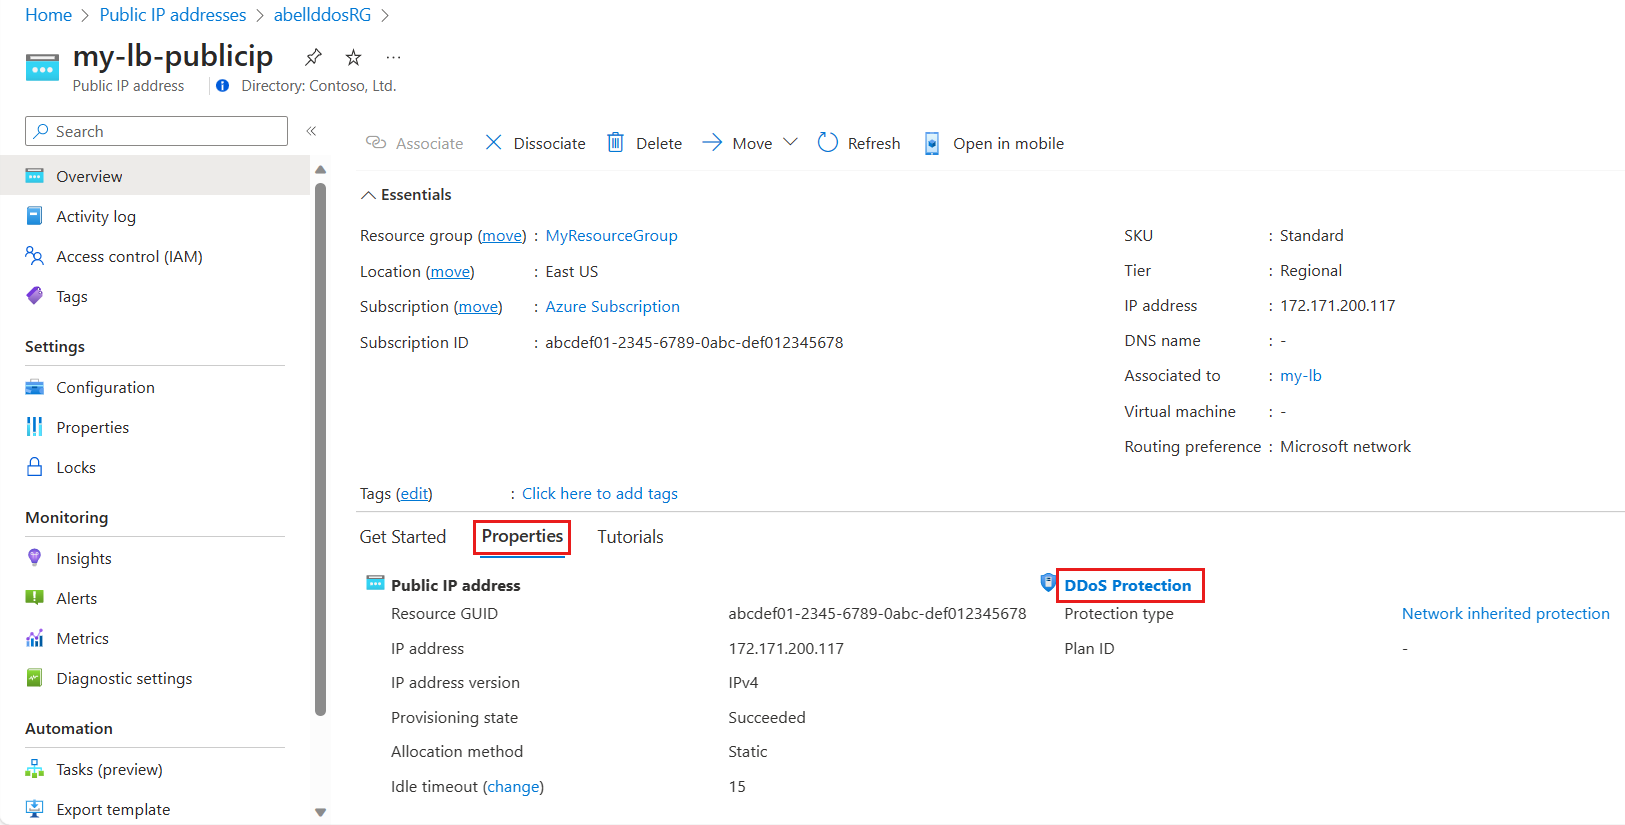 Home > Public IP addresses > abellddosRG >
my-lb-publicip ...
Public IP address Directory: Contoso, Ltd.
Search «
Overview
Activity log
Access control (IAM)
Tags
Settings
Configuration
Properties
Locks
Monitoring
Insights
Alerts
Metrics
Diagnostic settings
Automation
Tasks (preview)
Export template
Associate Dissociate Delete Move Refresh Open in mobile
Essentials
Resource group (move) : MyResourceGroup
Location (move) : East US
Subscription (move) : Azure Subscription
Subscription ID : abcdef01-2345-6789-0abc-def012345678
SKU : Standard
Tier : Regional
IP address : 172.171.200.117
DNS name : -
Associated to : my-lb
Virtual machine : -
Routing preference : Microsoft network
Tags (edit) : Click here to add tags
Get Started Properties Tutorials
Public IP address
Resource GUID abcdef01-2345-6789-0abc-def012345678
IP address 172.171.200.117
IP address version IPv4
Provisioning state Succeeded
Allocation method Static
Idle timeout (change) 15
DDoS Protection
Protection type Network inherited protection
Plan ID -